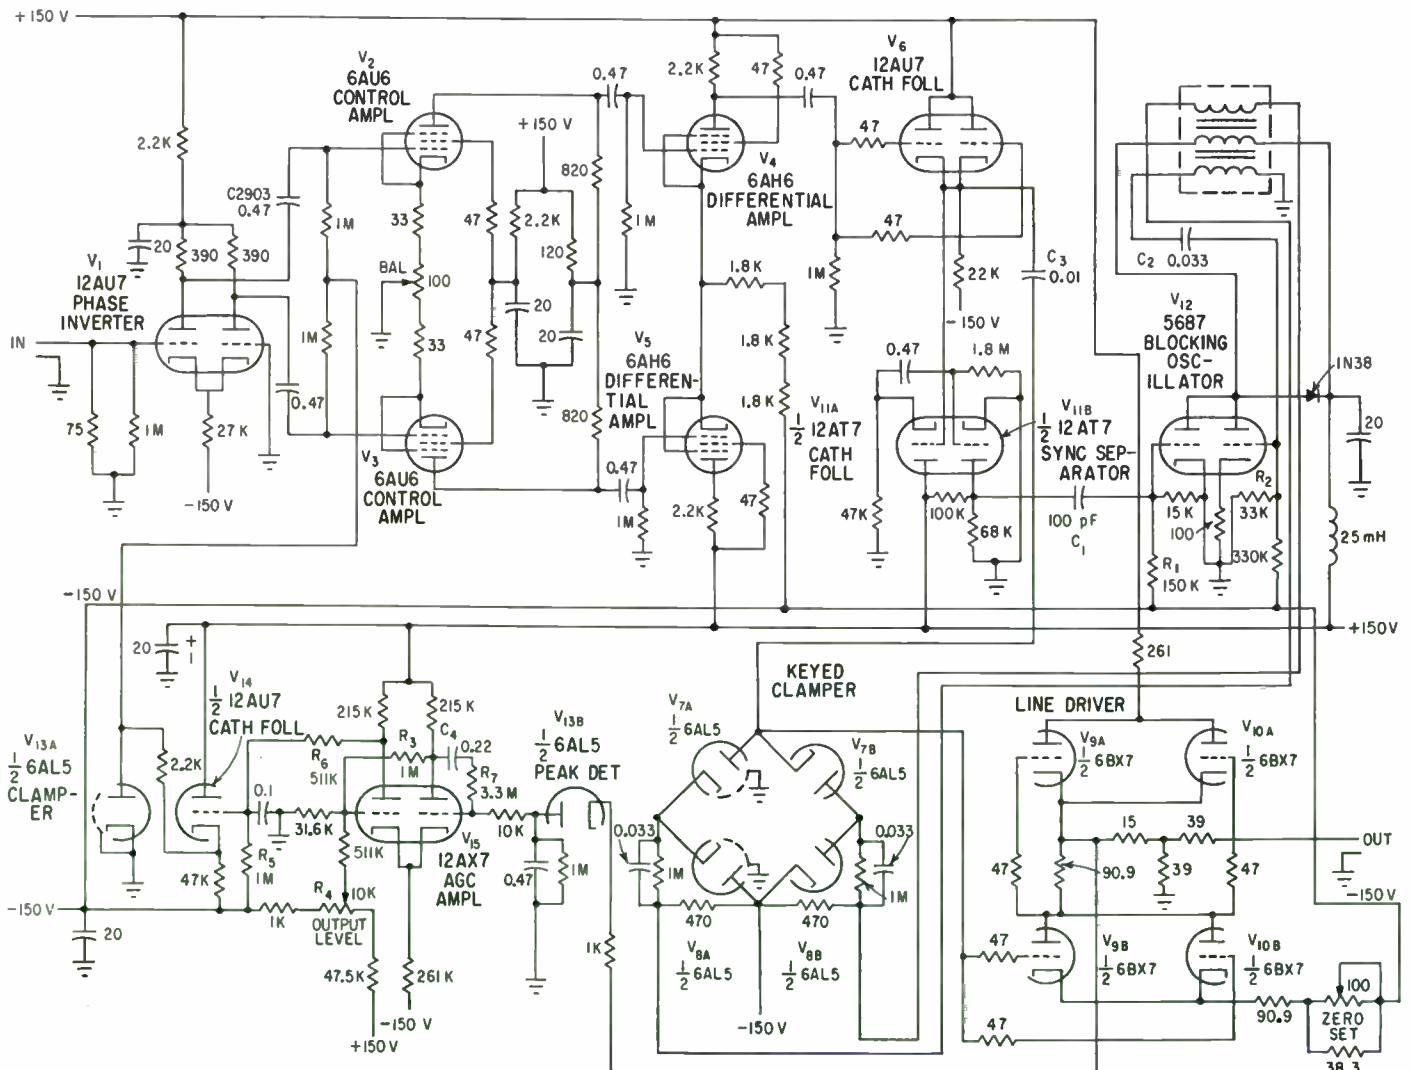 +150 V
2.2K
C2903
0.47
20
390
390
V1
12AU7
PHASE
INVERTER
IN
75
1M
27 K
-150 V
0.47
1M
1M
V2
6AU6
CONTROL
AMPL
33
BAL
100
33
V3
6AU6
CONTROL
AMPL
47
47
+150 V
2.2K
120
20
20
0.47
820
1M
820
0.47
1M
2.2K
47
0.47
V4
6AH6
DIFFERENTIAL
AMPL
1.8 K
1.8 K
1.8 K
V5
6AH6
DIFFEREN-
TIAL
AMPL
2.2K
47
V6
12AU7
CATH FOLL
47
47
1M
22 K
-150 V
C3
0.01
0.47
1.8 M
V11A
1/2 12AT7
CATH
FOLL
V11B
1/2 12AT7
SYNC SEP-
ARATOR
47K
100K
68 K
100 pF
C1
C2
0.033
V12
5687
BLOCKING
OSC-
ILLATOR
1N38
20
15 K
100
R2
33K
330K
R1
150 K
25 mH
-150 V
+150V
20
+
V14
1/2 12AU7
CATH FOLL
V13A
1/2 6AL5
CLAMP-
ER
2.2K
0.1
31.6K
R6
511K
R3
1M
215K
215 K
C4
0.22
R7
3.3M
V15
12AX7
AGC
AMPL
10K
V13B
1/2 6AL5
PEAK DET
0.47
1M
R5
1M
47K
511K
R4
10K
OUTPUT
LEVEL
1K
47.5K
261 K
-150 V
+150V
-150V
20
1K
KEYED
CLAMPER
V7A
1/2 6AL5
V7B
1/2 6AL5
0.033
1M
0.033
1M
470
470
V8A
1/2 6AL5
V8B
1/2 6AL5
-150 V
261
LINE DRIVER
V9A
1/2 6BX7
V10A
1/2 6BX7
15
39
39
OUT
47
90.9
47
-150 V
47
V9B
1/2 6BX7
V10B
1/2 6BX7
47
90.9
100
ZERO
SET
38.3